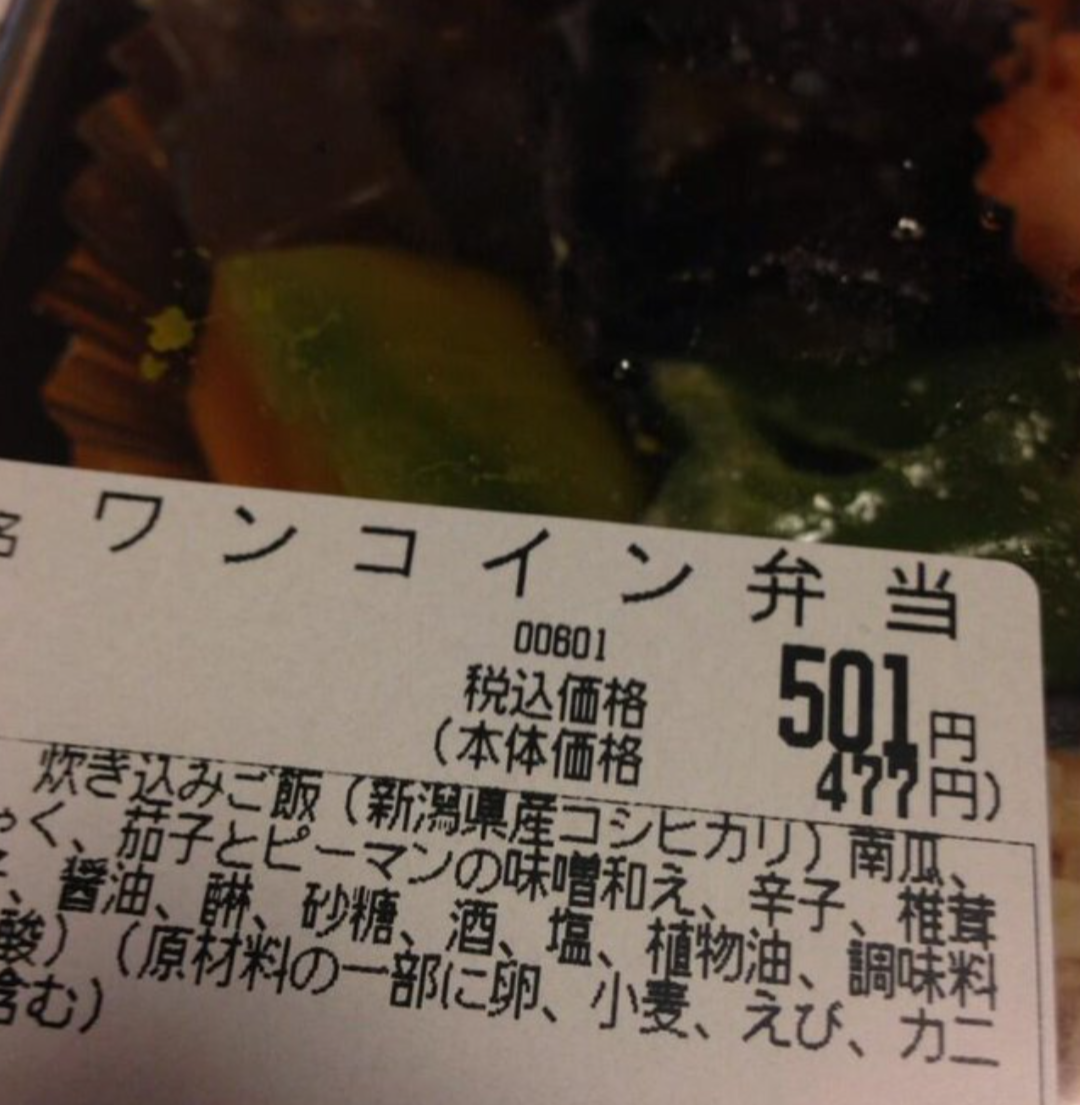 名 ワンコイン弁当
00601
税込価格 501円
(本体価格 477円)
炊き込みご飯(新潟県産コシヒカリ)南瓜、
ゃく、茄子とピーマンの味噌和え、辛子、椎茸
、醤油、醂、砂糖、酒、塩、植物油、調味料
酸)(原材料の一部に卵、小麦、えび、カニ
含む)